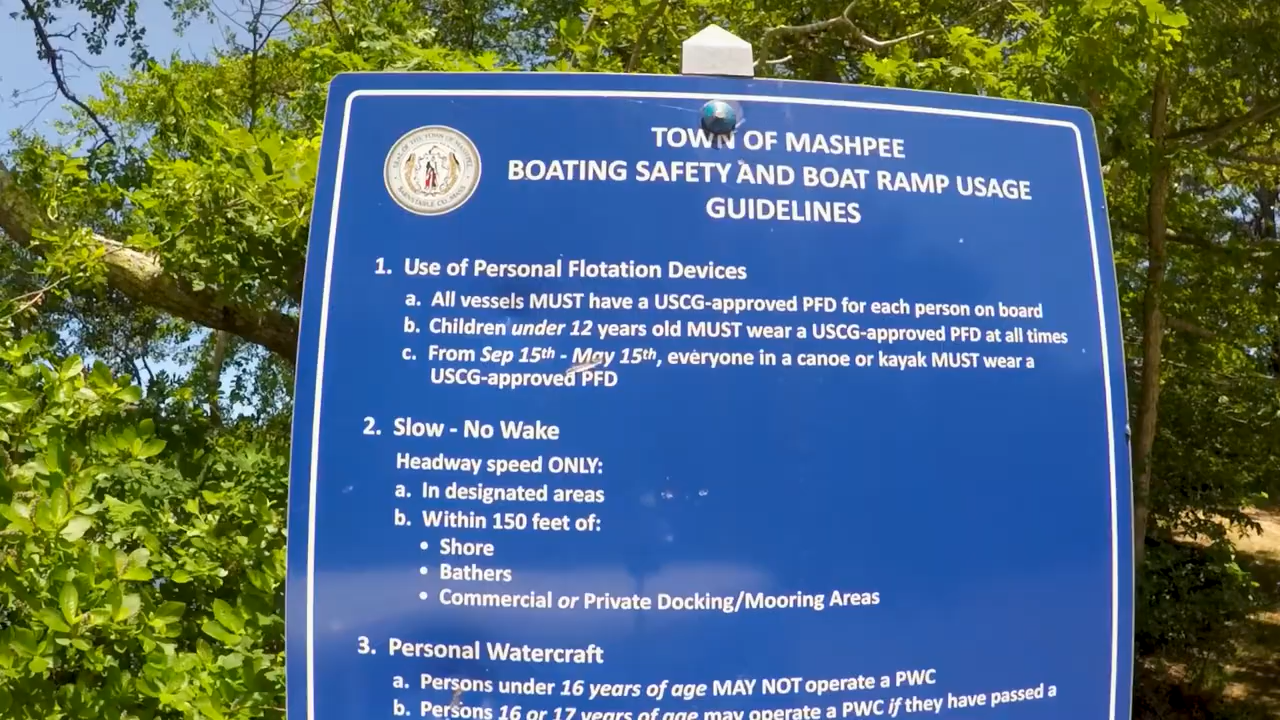 TOWN OF MASHPEE
BOATING SAFETY AND BOAT RAMP USAGE
GUIDELINES
1. Use of Personal Flotation Devices
a. All vessels MUST have a USCG-approved PFD for each person on board
b. Children under 12 years old MUST wear a USCG-approved PFD at all times
c. From Sep 15th - May 15th, everyone in a canoe or kayak MUST wear a
USCG-approved PFD
2. Slow - No Wake
Headway speed ONLY:
a. In designated areas
b. Within 150 feet of:
• Shore
• Bathers
• Commercial or Private Docking/Mooring Areas
3. Personal Watercraft
a. Persons under 16 years of age MAY NOT operate a PWC
b. Persons 16 or 17 years of age may operate a PWC if they have passed a